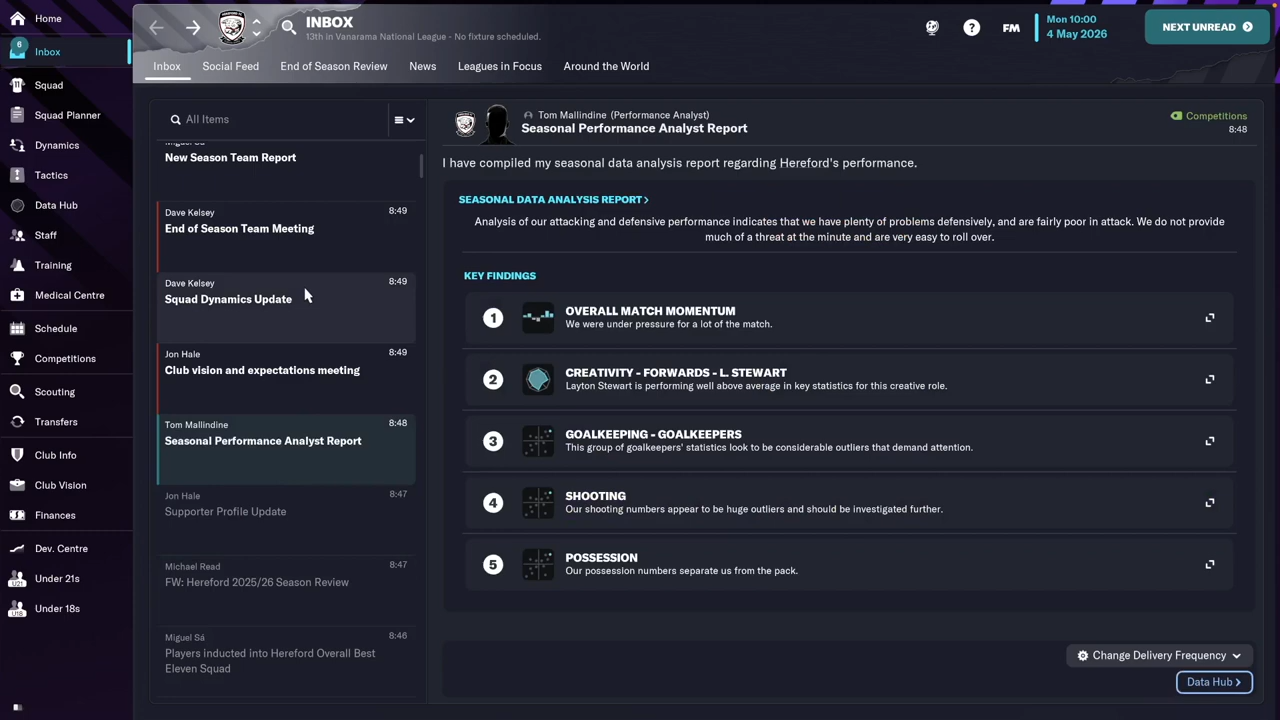 Home
6
Inbox
Squad
Squad Planner
Dynamics
Tactics
Data Hub
Staff
Training
Medical Centre
Schedule
Competitions
Scouting
Transfers
Club Info
Club Vision
Finances
Dev. Centre
U21
Under 21s
U18
Under 18s
INBOX
13th in Vanarama National League - No fixture scheduled.
?
FM
Mon 10:00
4 May 2026
NEXT UNREAD
Inbox
Social Feed
End of Season Review
News
Leagues in Focus
Around the World
All Items
Miguel Sá
New Season Team Report
Dave Kelsey
8:49
End of Season Team Meeting
Dave Kelsey
8:49
Squad Dynamics Update
Jon Hale
8:49
Club vision and expectations meeting
Tom Mallindine
8:48
Seasonal Performance Analyst Report
Jon Hale
8:47
Supporter Profile Update
Michael Read
8:47
FW: Hereford 2025/26 Season Review
Miguel Sá
8:46
Players inducted into Hereford Overall Best
Eleven Squad
Tom Mallindine (Performance Analyst)
Seasonal Performance Analyst Report
Competitions
8:48
I have compiled my seasonal data analysis report regarding Hereford's performance.
SEASONAL DATA ANALYSIS REPORT
Analysis of our attacking and defensive performance indicates that we have plenty of problems defensively, and are fairly poor in attack. We do not provide
much of a threat at the minute and are very easy to roll over.
KEY FINDINGS
1
OVERALL MATCH MOMENTUM
We were under pressure for a lot of the match.
2
CREATIVITY - FORWARDS - L. STEWART
Layton Stewart is performing well above average in key statistics for this creative role.
3
GOALKEEPING - GOALKEEPERS
This group of goalkeepers' statistics look to be considerable outliers that demand attention.
4
SHOOTING
Our shooting numbers appear to be huge outliers and should be investigated further.
5
POSSESSION
Our possession numbers separate us from the pack.
Change Delivery Frequency
Data Hub